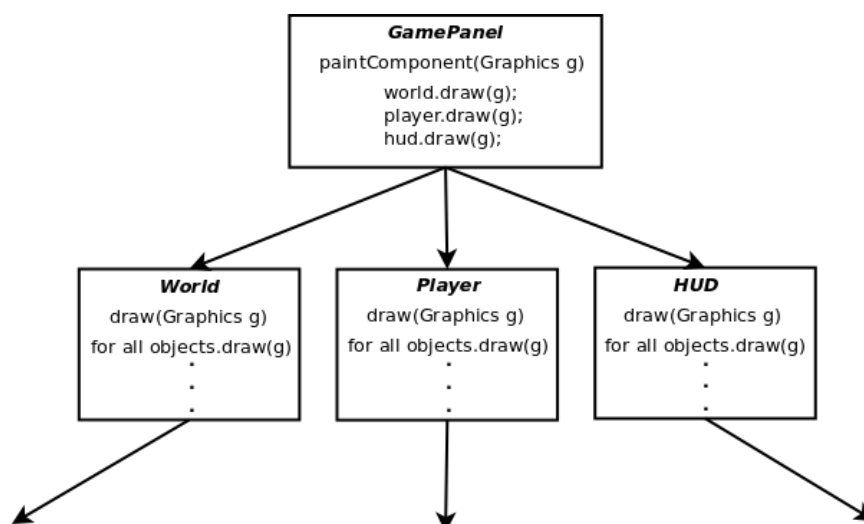 GamePanel
paintComponent(Graphics g)
world.draw(g);
player.draw(g);
hud.draw(g);
World
draw(Graphics g)
for all objects.draw(g)
.
.
.
Player
draw(Graphics g)
for all objects.draw(g)
.
.
.
HUD
draw(Graphics g)
for all objects.draw(g)
.
.
.